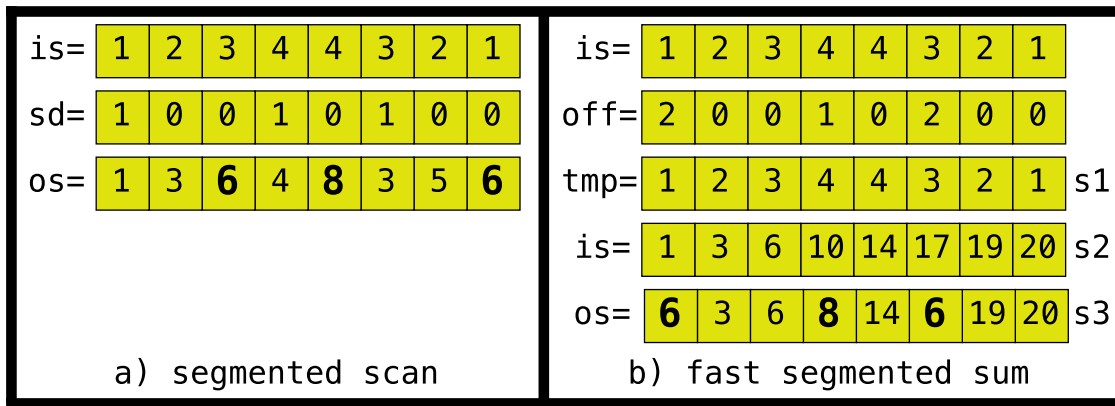 is= 1 2 3 4 4 3 2 1
sd= 1 0 0 1 0 1 0 0
os= 1 3 6 4 8 3 5 6
a) segmented scan
is= 1 2 3 4 4 3 2 1
off= 2 0 0 1 0 2 0 0
tmp= 1 2 3 4 4 3 2 1 s1
is= 1 3 6 10 14 17 19 20 s2
os= 6 3 6 8 14 6 19 20 s3
b) fast segmented sum